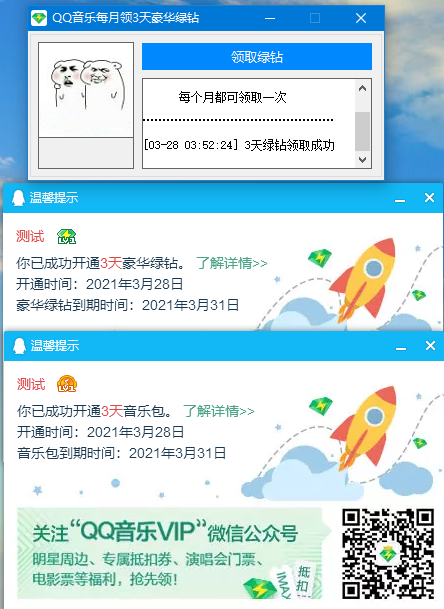 QQ音乐每月领3天豪华绿钻
领取绿钻
每个月都可领取一次
[03-28 03:52:24] 3天绿钻领取成功
温馨提示
测试
你已成功开通3天豪华绿钻。 了解详情>>
开通时间：2021年3月28日
豪华绿钻到期时间：2021年3月31日
温馨提示
测试
你已成功开通3天音乐包。 了解详情>>
开通时间：2021年3月28日
音乐包到期时间：2021年3月31日
关注“QQ音乐VIP”微信公众号
明星周边、专属抵扣券、演唱会门票、
电影票等福利，抢先领！
抵扣
IMAX